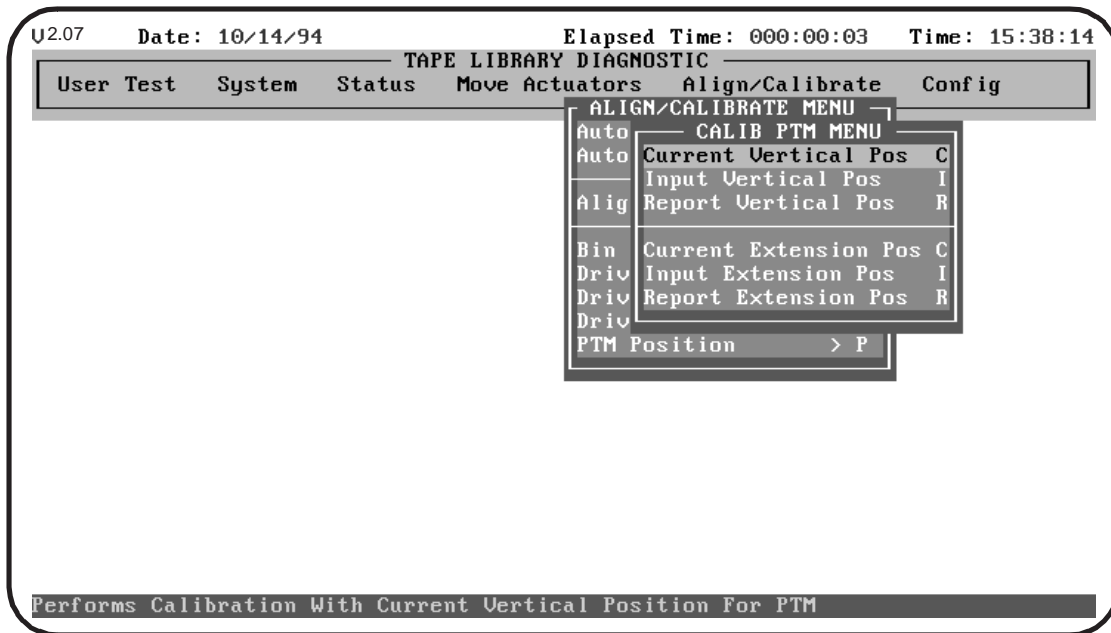 V2.07 Date: 10/14/94 Elapsed Time: 000:00:03 Time: 15:38:14
TAPE LIBRARY DIAGNOSTIC
User Test System Status Move Actuators Align/Calibrate Config
ALIGN/CALIBRATE MENU
Auto CALIB PTM MENU
Auto Current Vertical Pos C
Input Vertical Pos I
Alig Report Vertical Pos R
Bin Current Extension Pos C
Driv Input Extension Pos I
Driv Report Extension Pos R
Driv
PTM Position > P
Performs Calibration With Current Vertical Position For PTM